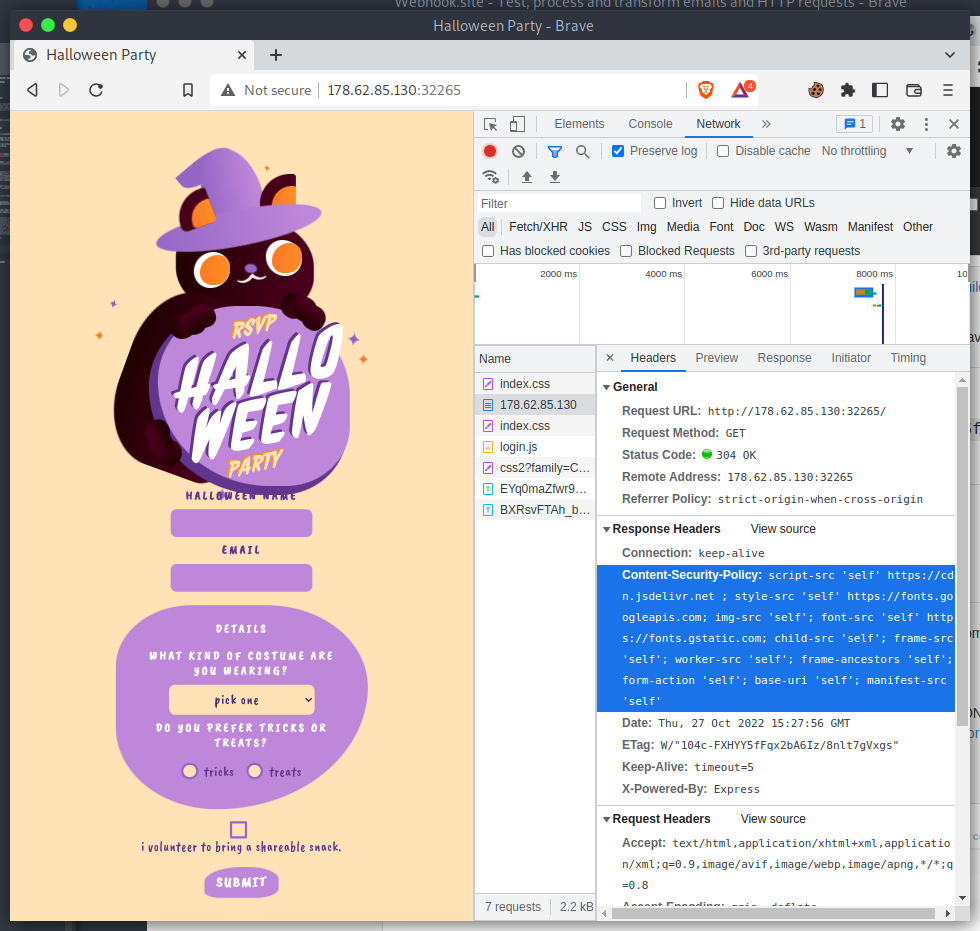 Webhook.site - Test, process and transform emails and HTTP requests - Brave
Halloween Party - Brave
Halloween Party
Not secure 178.62.85.130:32265
4
RSVP
HALLO
WEEN
PARTY
HALLOWEEN NAME
EMAIL
DETAILS
WHAT KIND OF COSTUME ARE
YOU WEARING?
pick one
DO YOU PREFER TRICKS OR
TREATS?
tricks treats
i volunteer to bring a shareable snack.
SUBMIT
Elements Console Network 1
Preserve log Disable cache No throttling
Filter Invert Hide data URLs
All Fetch/XHR JS CSS Img Media Font Doc WS Wasm Manifest Other
Has blocked cookies Blocked Requests 3rd-party requests
2000 ms 4000 ms 6000 ms 8000 ms 10
Name
index.css
178.62.85.130
index.css
login.js
css2?family=C...
EYq0maZfwr9...
BXRsvFTAh_b...
7 requests 2.2 kB
Headers Preview Response Initiator Timing
General
Request URL: http://178.62.85.130:32265/
Request Method: GET
Status Code: 304 OK
Remote Address: 178.62.85.130:32265
Referrer Policy: strict-origin-when-cross-origin
Response Headers View source
Connection: keep-alive
Content-Security-Policy: script-src 'self' https://cd
n.jsdelivr.net ; style-src 'self' https://fonts.go
ogleapis.com; img-src 'self'; font-src 'self' http
s://fonts.gstatic.com; child-src 'self'; frame-src
'self'; worker-src 'self'; frame-ancestors 'self';
form-action 'self'; base-uri 'self'; manifest-src
'self'
Date: Thu, 27 Oct 2022 15:27:56 GMT
ETag: W/"104c-FXHYY5fFqx2bA6Iz/8nlt7gVxgs"
Keep-Alive: timeout=5
X-Powered-By: Express
Request Headers View source
Accept: text/html,application/xhtml+xml,applicatio
n/xml;q=0.9,image/avif,image/webp,image/apng,*/*;q
=0.8
Accept-Encoding: gzip, deflate